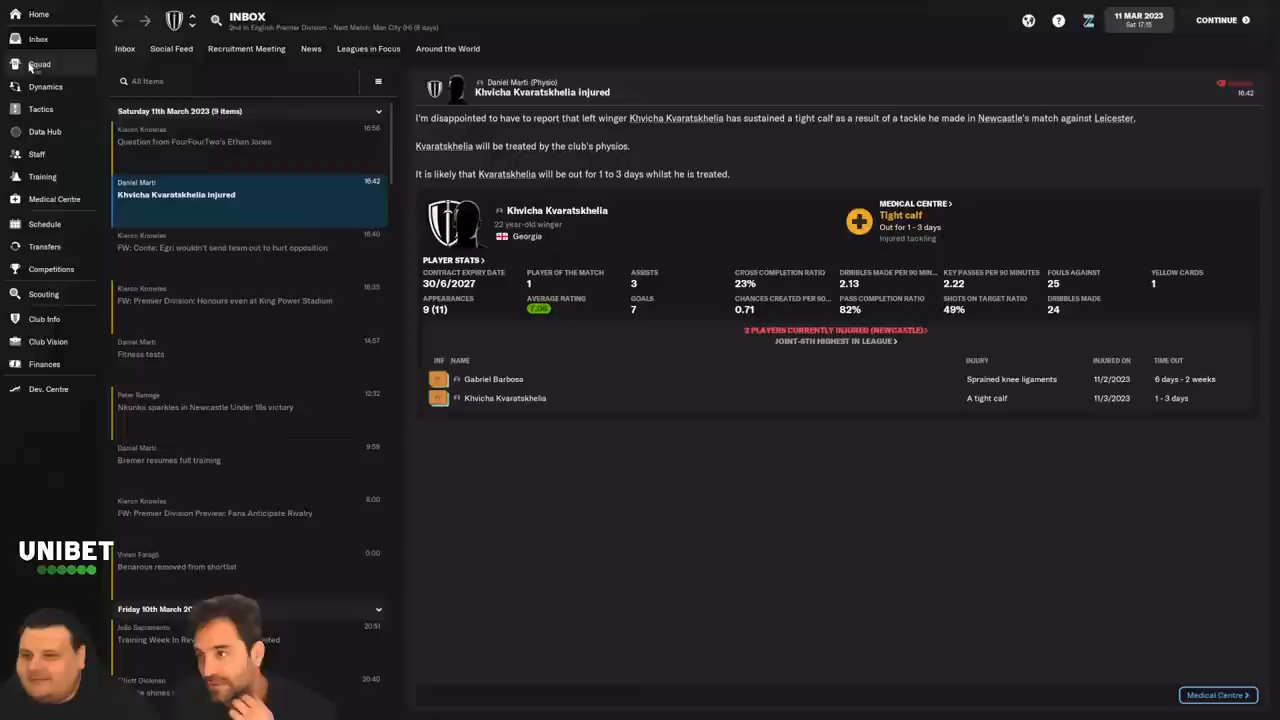 Home
INBOX
2nd in English Premier Division - Next Match: Man City (H) (8 days)
11 MAR 2023
Sat 17:15
CONTINUE
Inbox
Squad
Dynamics
Tactics
Data Hub
Staff
Training
Medical Centre
Schedule
Transfers
Competitions
Scouting
Club Info
Club Vision
Finances
Dev. Centre
UNIBET
Inbox Social Feed Recruitment Meeting News Leagues in Focus Around the World
All Items
Saturday 11th March 2023 (9 items)
Kieron Knowles 16:56
Question from FourFourTwo's Ethan Jones
Daniel Marti 16:42
Khvicha Kvaratskhelia injured
Kieron Knowles 16:40
FW: Conte: Egri wouldn't send team out to hurt opposition
Kieron Knowles 16:35
FW: Premier Division: Honours even at King Power Stadium
Daniel Marti 14:57
Fitness tests
Peter Ramage 12:32
Nkunku sparkles in Newcastle Under 18s victory
Daniel Marti 9:59
Bremer resumes full training
Kieron Knowles 8:00
FW: Premier Division Preview: Fans Anticipate Rivalry
Vivien Faragó 0:00
Benarous removed from shortlist
Friday 10th March 20
João Sacramento 20:51
Training Week In Rev
20:40
Daniel Marti (Physio)
Khvicha Kvaratskhelia injured
16:42
I'm disappointed to have to report that left winger Khvicha Kvaratskhelia has sustained a tight calf as a result of a tackle he made in Newcastle's match against Leicester.
Kvaratskhelia will be treated by the club's physios.
It is likely that Kvaratskhelia will be out for 1 to 3 days whilst he is treated.
Khvicha Kvaratskhelia
22 year-old winger
Georgia
MEDICAL CENTRE >
Tight calf
Out for 1 - 3 days
Injured tackling
PLAYER STATS >
CONTRACT EXPIRY DATE PLAYER OF THE MATCH ASSISTS CROSS COMPLETION RATIO DRIBBLES MADE PER 90 MIN... KEY PASSES PER 90 MINUTES FOULS AGAINST YELLOW CARDS
30/6/2027 1 3 23% 2.13 2.22 25 1
APPEARANCES AVERAGE RATING GOALS CHANCES CREATED PER 90... PASS COMPLETION RATIO SHOTS ON TARGET RATIO DRIBBLES MADE
9 (11) 7.06 7 0.71 82% 49% 24
2 PLAYERS CURRENTLY INJURED (NEWCASTLE)>
JOINT-6TH HIGHEST IN LEAGUE >
INF NAME INJURY INJURED ON TIME OUT
Gabriel Barbosa Sprained knee ligaments 11/2/2023 6 days - 2 weeks
Khvicha Kvaratskhelia A tight calf 11/3/2023 1 - 3 days
Medical Centre >